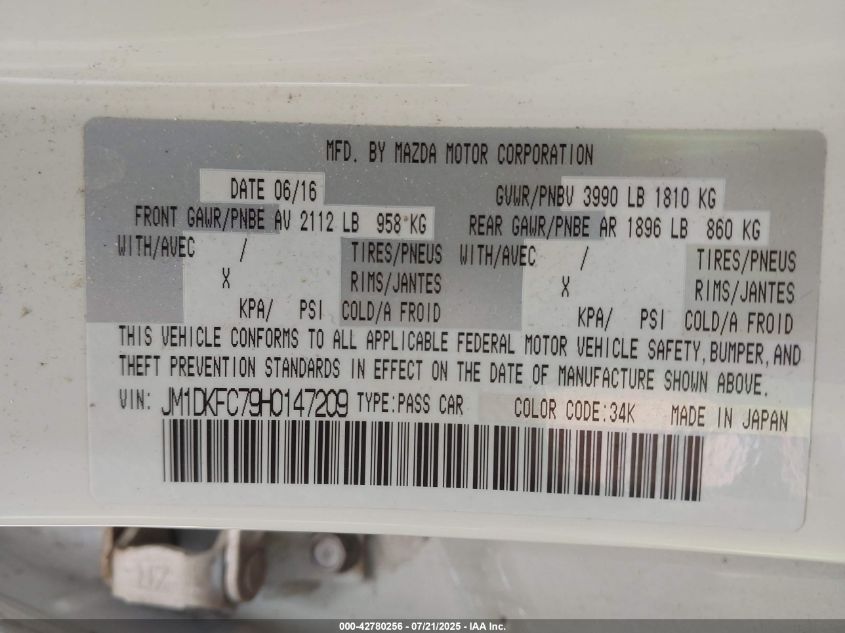 MFD. BY MAZDA MOTOR CORPORATION
DATE 06/16 GVWR/PNBV 3990 LB 1810 KG
FRONT GAWR/PNBE AV 2112 LB 958 KG REAR GAWR/PNBE AR 1896 LB 860 KG
WITH/AVEC / TIRES/PNEUS WITH/AVEC / TIRES/PNEUS
X RIMS/JANTES X RIMS/JANTES
KPA/ PSI COLD/A FROID KPA/ PSI COLD/A FROID
THIS VEHICLE CONFORMS TO ALL APPLICABLE FEDERAL MOTOR VEHICLE SAFETY, BUMPER, AND
THEFT PREVENTION STANDARDS IN EFFECT ON THE DATE OF MANUFACTURE SHOWN ABOVE.
VIN: JM1DKFC79H0147209 TYPE:PASS CAR COLOR CODE:34K MADE IN JAPAN
000-42780256 - 07/21/2025 - IAA Inc.